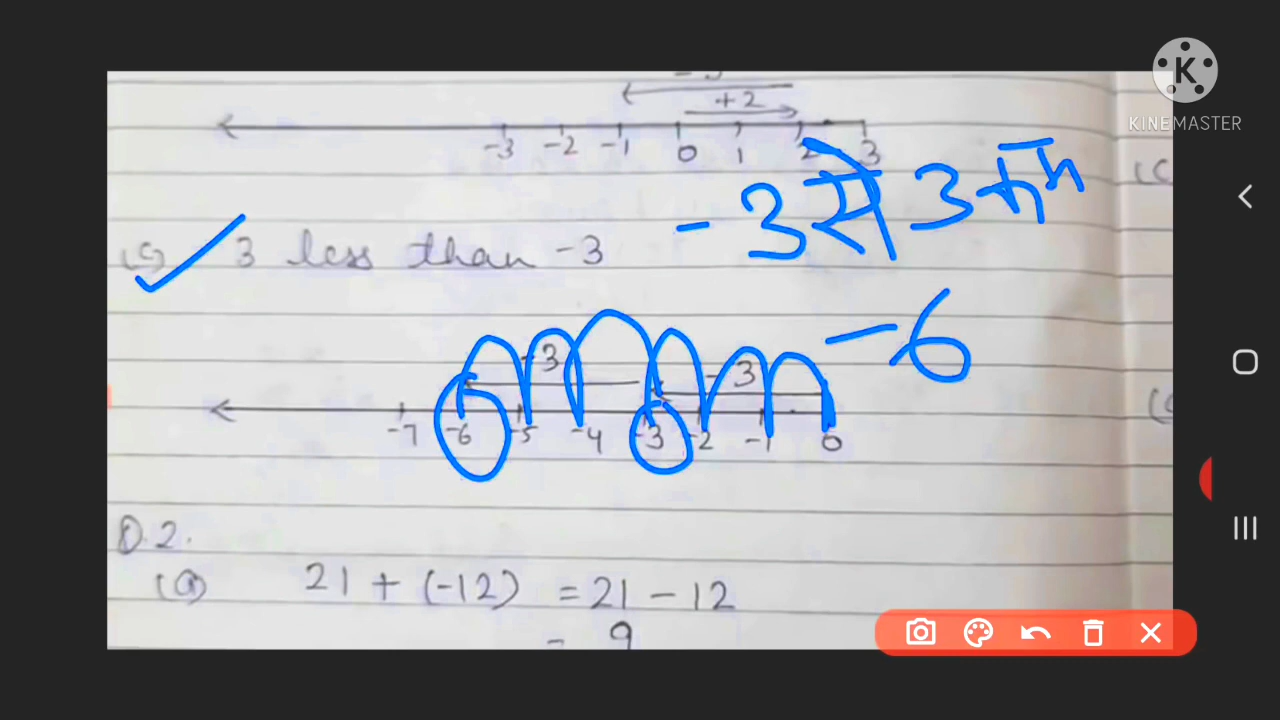 KINEMASTER
+2
-3 -2 -1 0 1 2 3
-3 से 3 कम
(c) 3 less than -3
-6
-3 -3
-7 -6 -5 -4 -3 -2 -1 0
Q.2.
(a) 21 + (-12) = 21 - 12
= 9